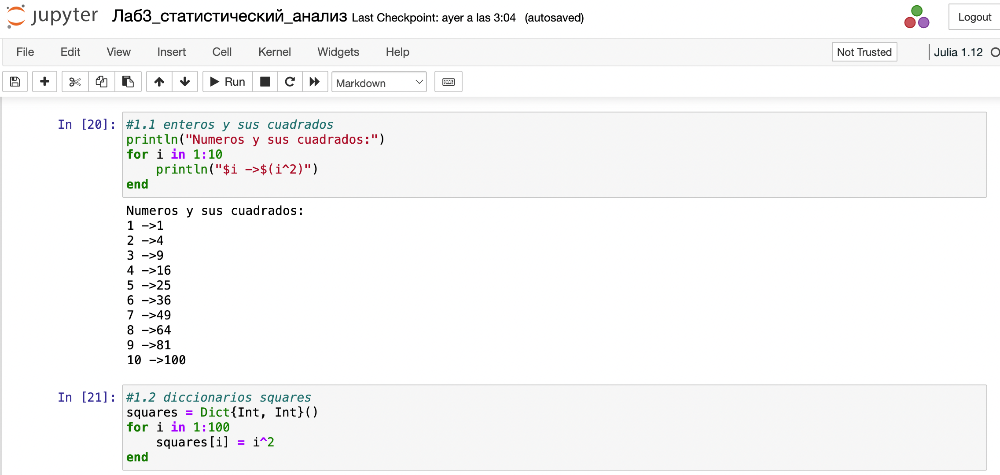 jupyter Лаб3_статистический_анализ Last Checkpoint: ayer a las 3:04 (autosaved) Logout
File Edit View Insert Cell Kernel Widgets Help Not Trusted Julia 1.12
Run Markdown
In [20]: #1.1 enteros y sus cuadrados
println("Numeros y sus cuadrados:")
for i in 1:10
    println("$i ->$(i^2)")
end
Numeros y sus cuadrados:
1 ->1
2 ->4
3 ->9
4 ->16
5 ->25
6 ->36
7 ->49
8 ->64
9 ->81
10 ->100
In [21]: #1.2 diccionarios squares
squares = Dict{Int, Int}()
for i in 1:100
    squares[i] = i^2
end